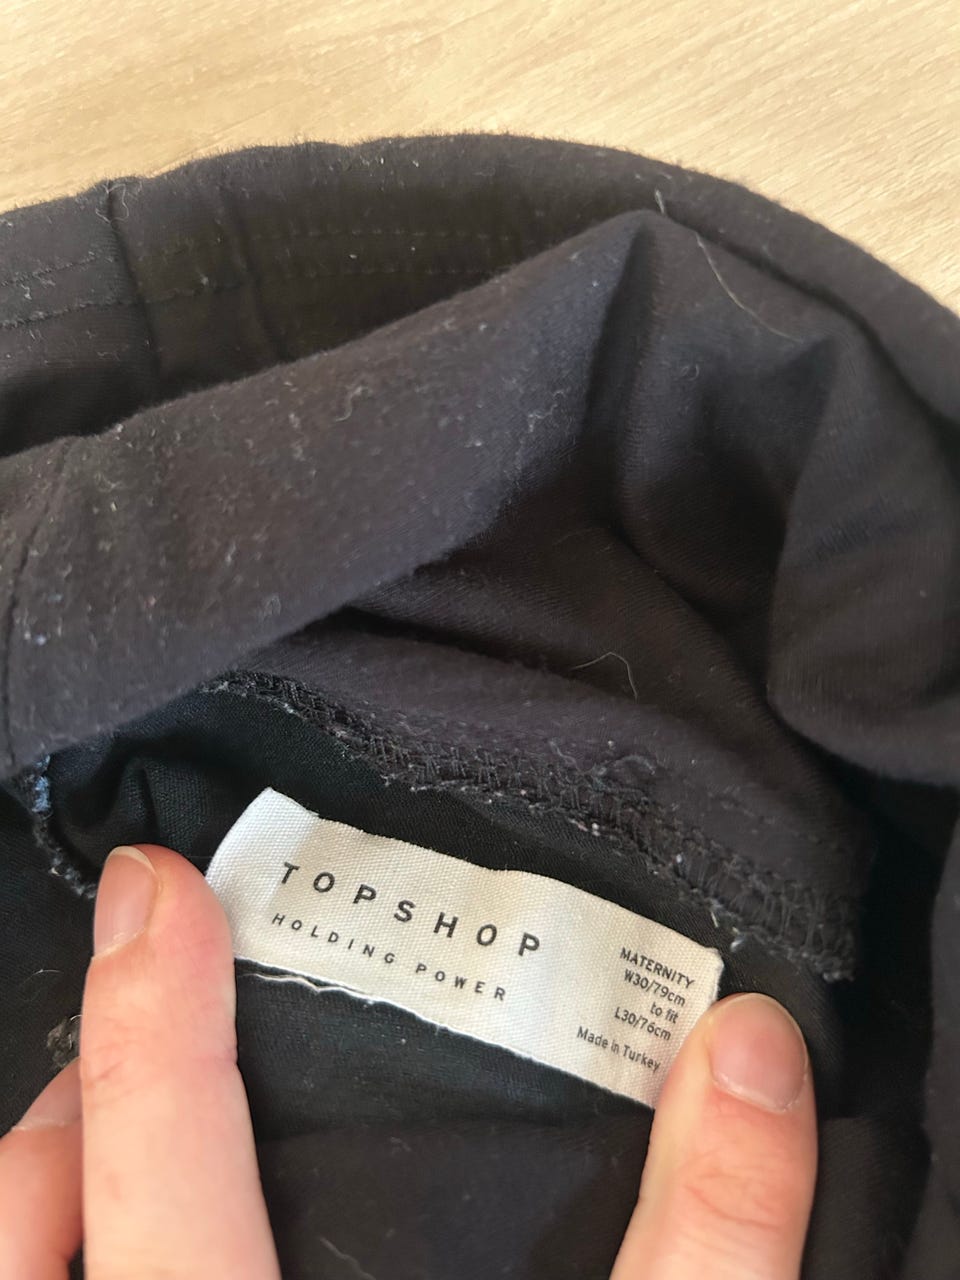 TOPSHOP
HOLDING POWER
MATERNITY
W30/79cm
to fit
L30/76cm
Made in Turkey